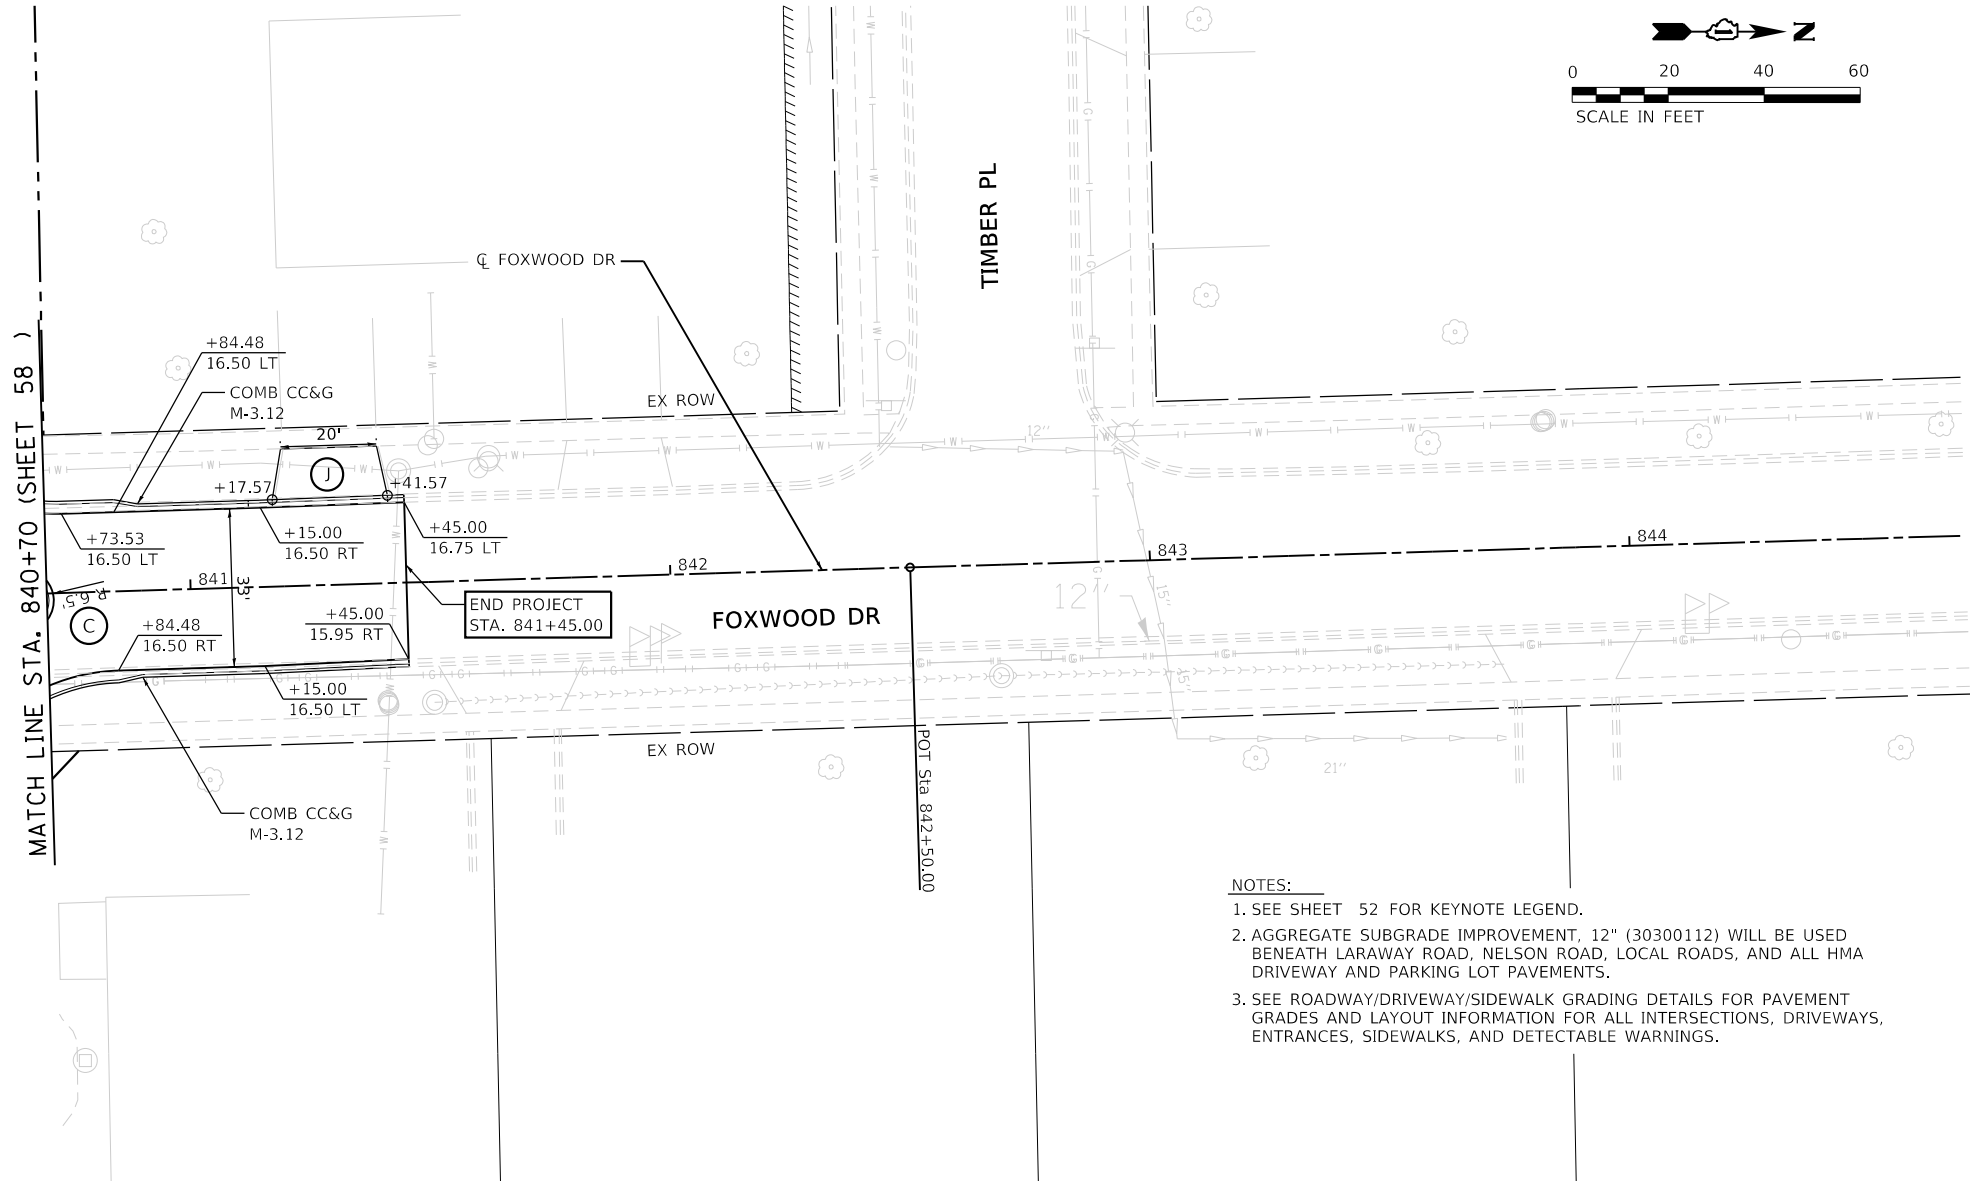 N
0 20 40 60
SCALE IN FEET
TIMBER PL
℄ FOXWOOD DR
MATCH LINE STA. 840+70 (SHEET 58 )
+84.48
16.50 LT
COMB CC&G
M-3.12
EX ROW
20'
J
+17.57
+41.57
+73.53
16.50 LT
+15.00
16.50 RT
+45.00
16.75 LT
12"
841
842
843
844
33'
R 6.5'
C
+84.48
16.50 RT
+45.00
15.95 RT
END PROJECT
STA. 841+45.00
FOXWOOD DR
12"
15"
15"
+15.00
16.50 LT
EX ROW
POT Sta 842+50.00
21"
COMB CC&G
M-3.12
NOTES:
1. SEE SHEET 52 FOR KEYNOTE LEGEND.
2. AGGREGATE SUBGRADE IMPROVEMENT, 12" (30300112) WILL BE USED
BENEATH LARAWAY ROAD, NELSON ROAD, LOCAL ROADS, AND ALL HMA
DRIVEWAY AND PARKING LOT PAVEMENTS.
3. SEE ROADWAY/DRIVEWAY/SIDEWALK GRADING DETAILS FOR PAVEMENT
GRADES AND LAYOUT INFORMATION FOR ALL INTERSECTIONS, DRIVEWAYS,
ENTRANCES, SIDEWALKS, AND DETECTABLE WARNINGS.